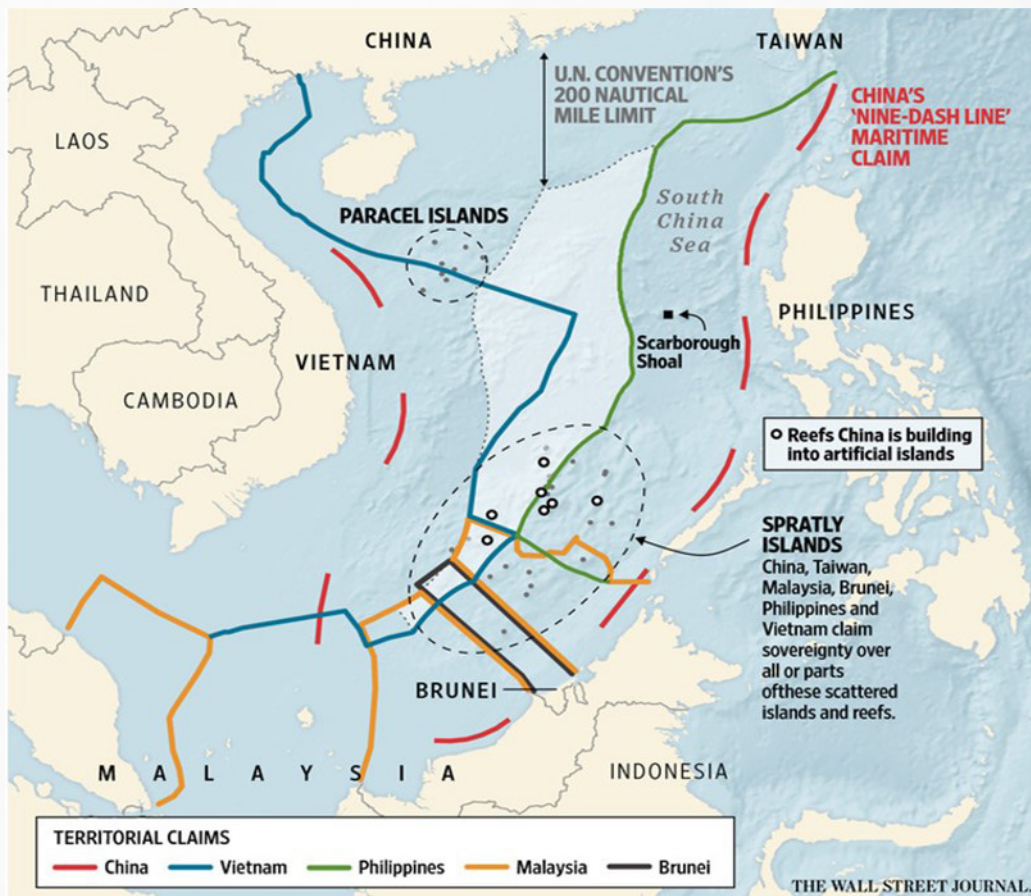 CHINA
TAIWAN
U.N. CONVENTION'S
200 NAUTICAL
MILE LIMIT
CHINA'S
'NINE-DASH LINE'
MARITIME
CLAIM
LAOS
PARACEL ISLANDS
South
China
Sea
THAILAND
PHILIPPINES
Scarborough
Shoal
VIETNAM
CAMBODIA
Reefs China is building
into artificial islands
SPRATLY
ISLANDS
China, Taiwan,
Malaysia, Brunei,
Philippines and
Vietnam claim
sovereignty over
all or parts
ofthese scattered
islands and reefs.
BRUNEI
MALAYSIA
INDONESIA
TERRITORIAL CLAIMS
China Vietnam Philippines Malaysia Brunei
THE WALL STREET JOURNAL.